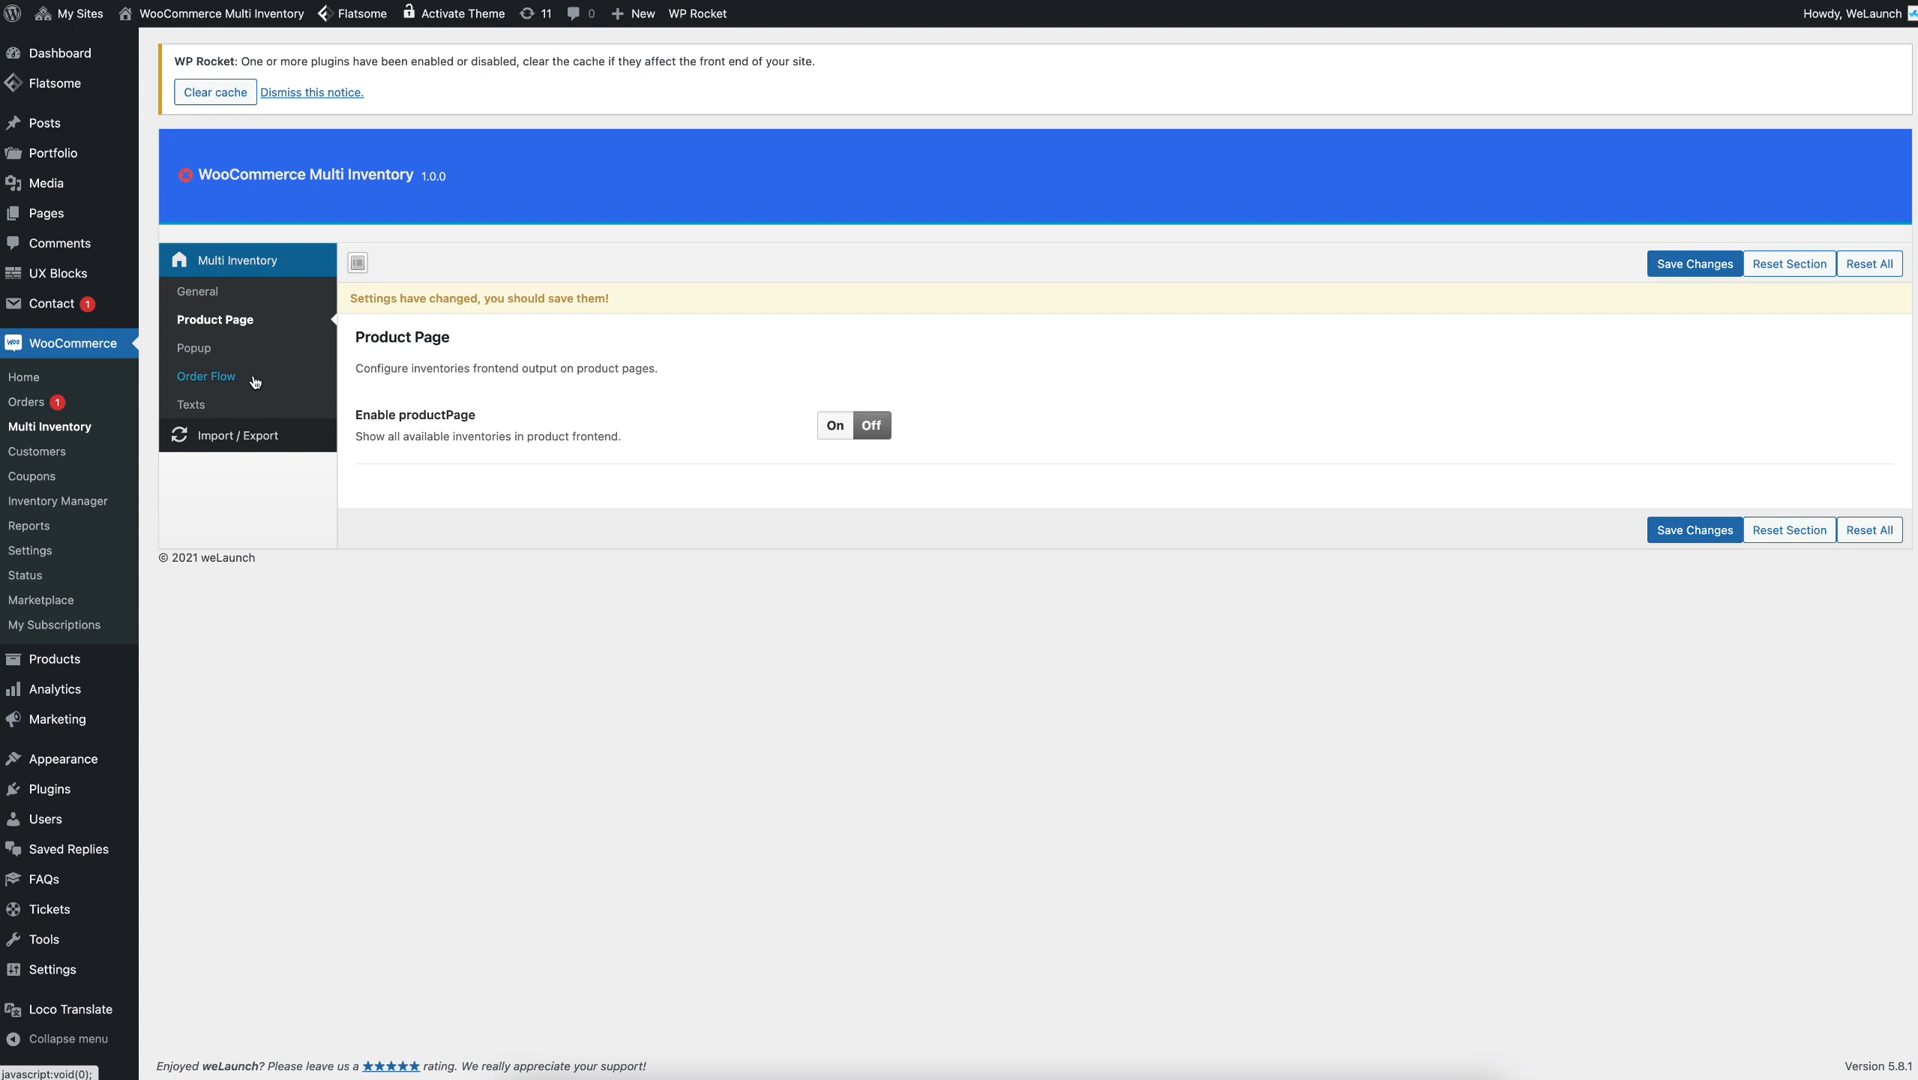 My Sites
WooCommerce Multi Inventory
Flatsome
Activate Theme
11
0
New
WP Rocket
Howdy, WeLaunch
Dashboard
Flatsome
Posts
Portfolio
Media
Pages
Comments
UX Blocks
Contact 1
WooCommerce
Home
Orders 1
Multi Inventory
Customers
Coupons
Inventory Manager
Reports
Settings
Status
Marketplace
My Subscriptions
Products
Analytics
Marketing
Appearance
Plugins
Users
Saved Replies
FAQs
Tickets
Tools
Settings
Loco Translate
Collapse menu
javascript:void(0);
WP Rocket: One or more plugins have been enabled or disabled, clear the cache if they affect the front end of your site.
Clear cache Dismiss this notice.
WooCommerce Multi Inventory 1.0.0
Multi Inventory
General
Product Page
Popup
Order Flow
Texts
Import / Export
Save Changes Reset Section Reset All
Settings have changed, you should save them!
Product Page
Configure inventories frontend output on product pages.
Enable productPage
Show all available inventories in product frontend.
On Off
Save Changes Reset Section Reset All
© 2021 weLaunch
Enjoyed weLaunch? Please leave us a ★★★★★ rating. We really appreciate your support!
Version 5.8.1